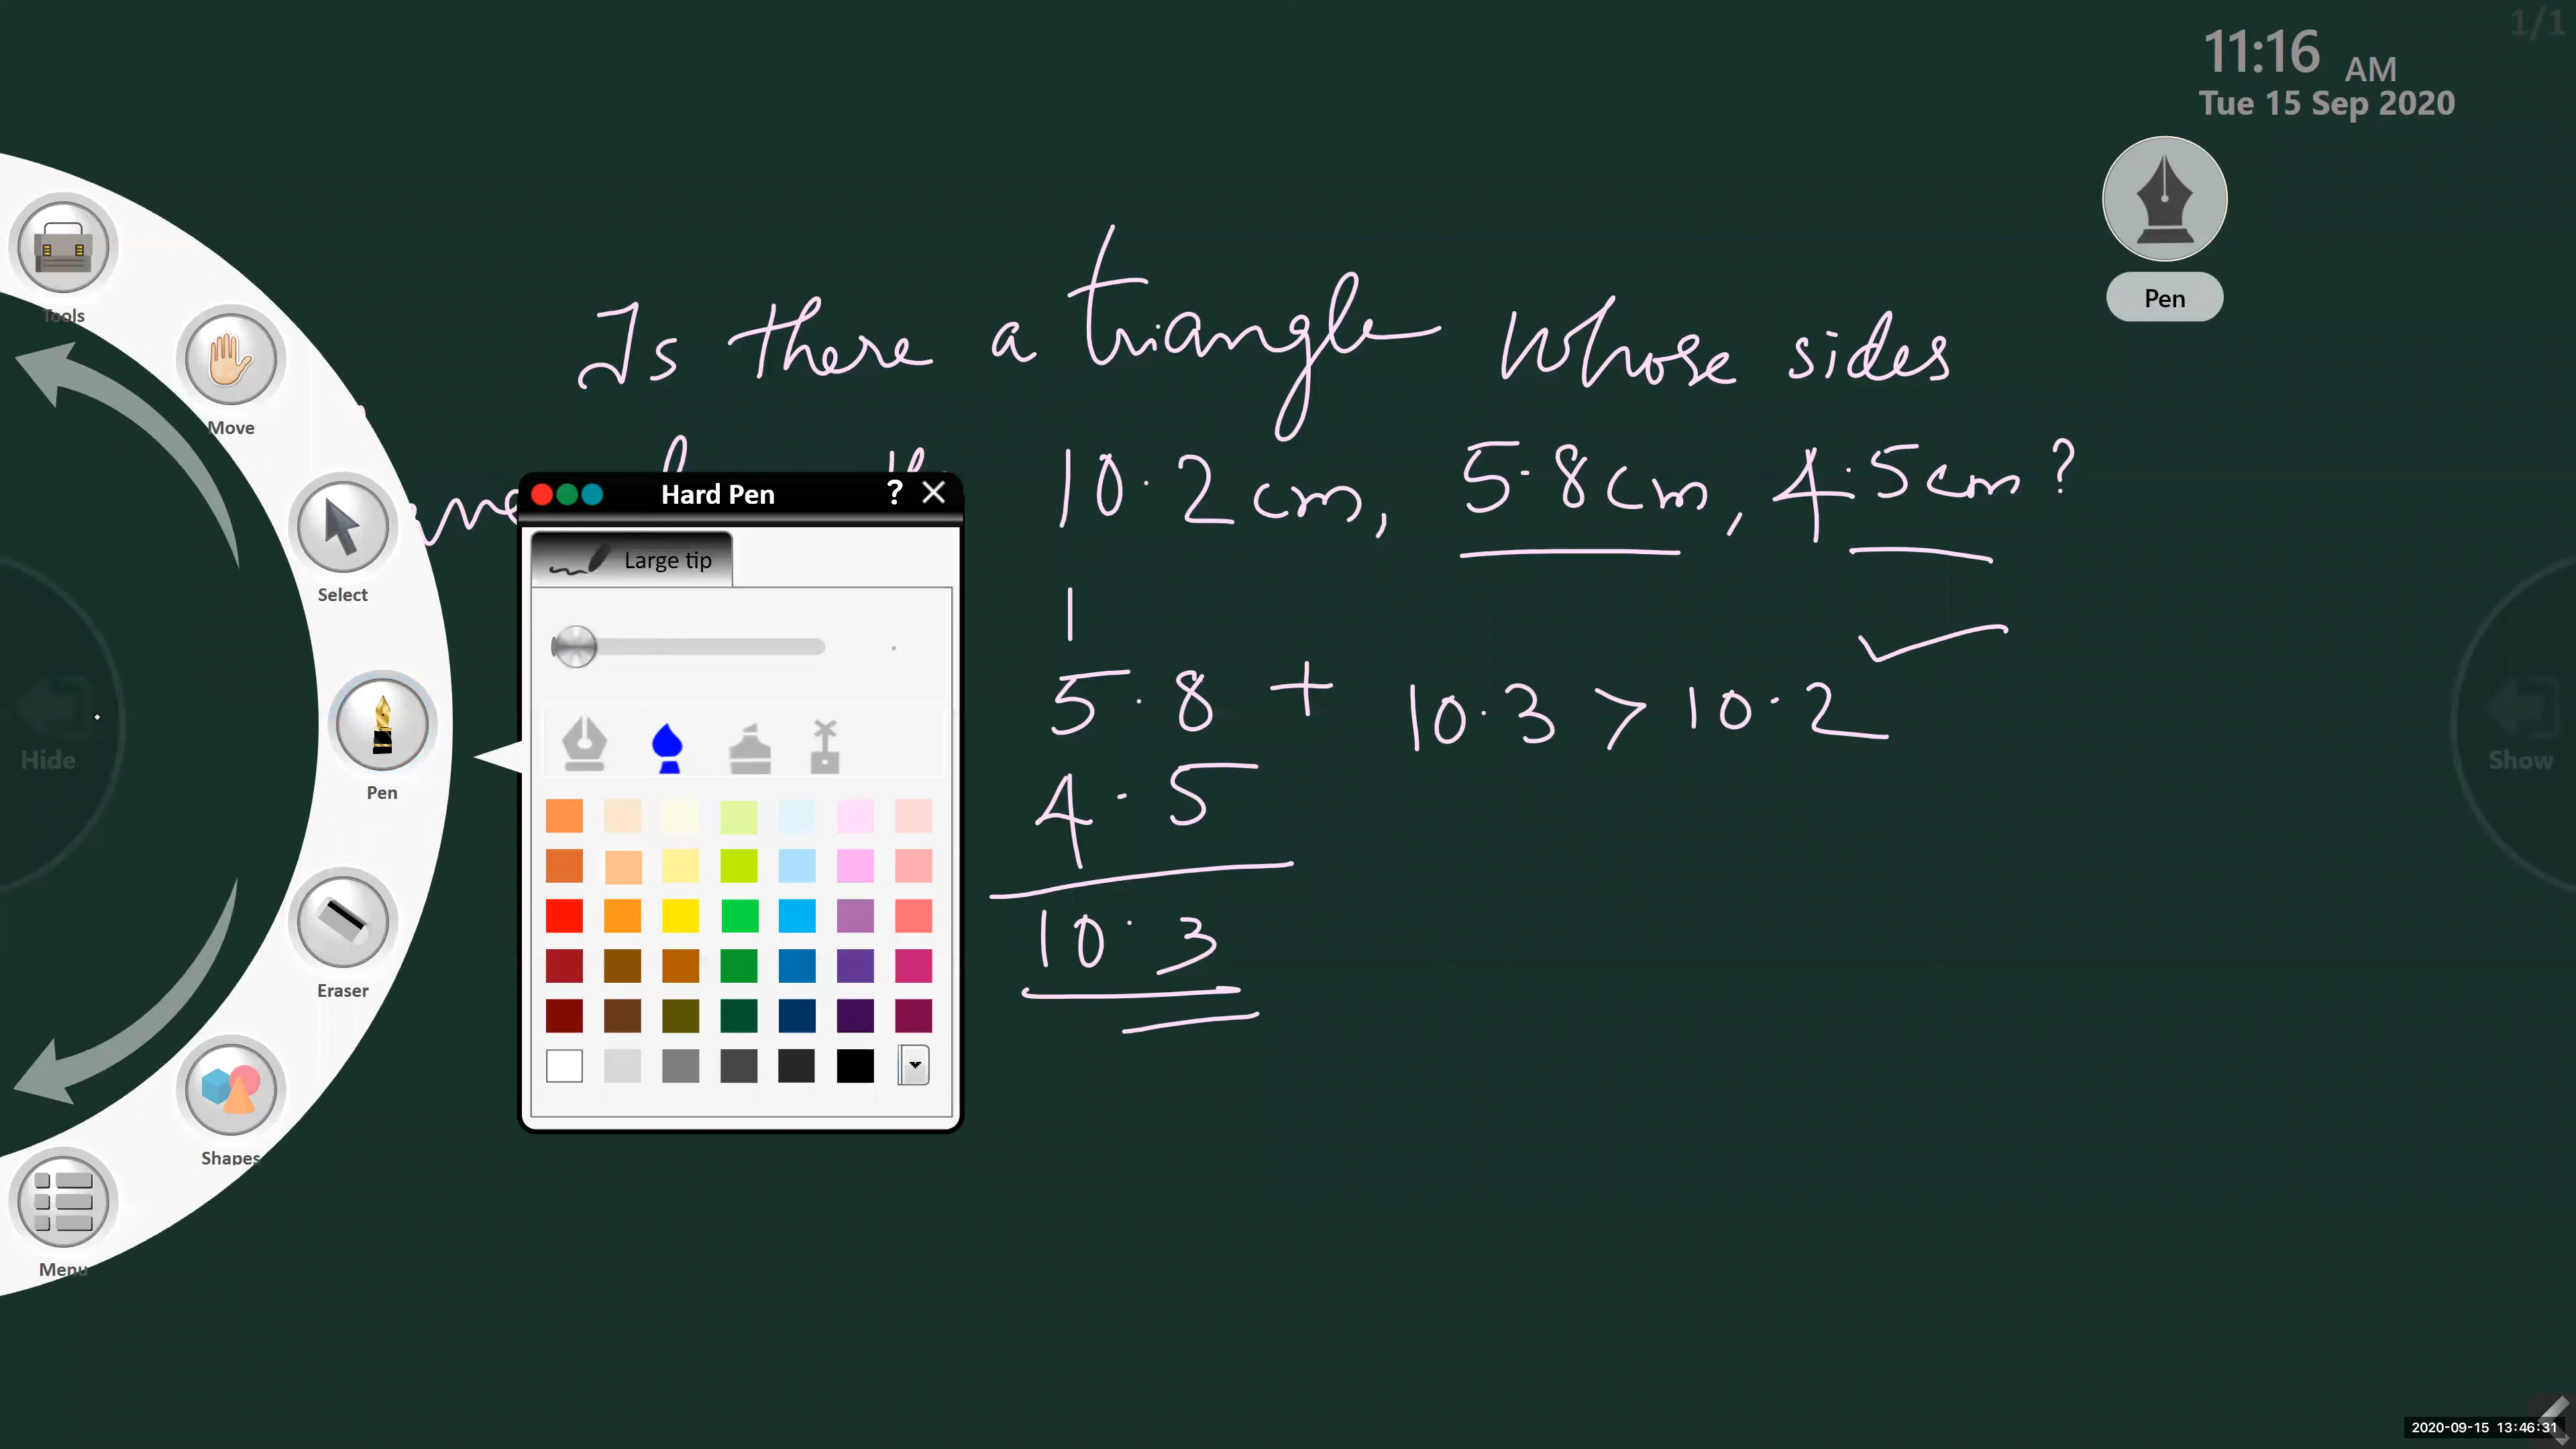 1/1
11:16 AM
Tue 15 Sep 2020
Pen
Tools
Move
Select
Pen
Eraser
Shapes
Menu
Hide
Show
Is there a triangle whose sides
10.2 cm, 5.8 cm, 4.5 cm?
Hard Pen ? X
Large tip
1
5.8 + 10.3 > 10.2
4.5
10.3
2020-09-15 13:46:31